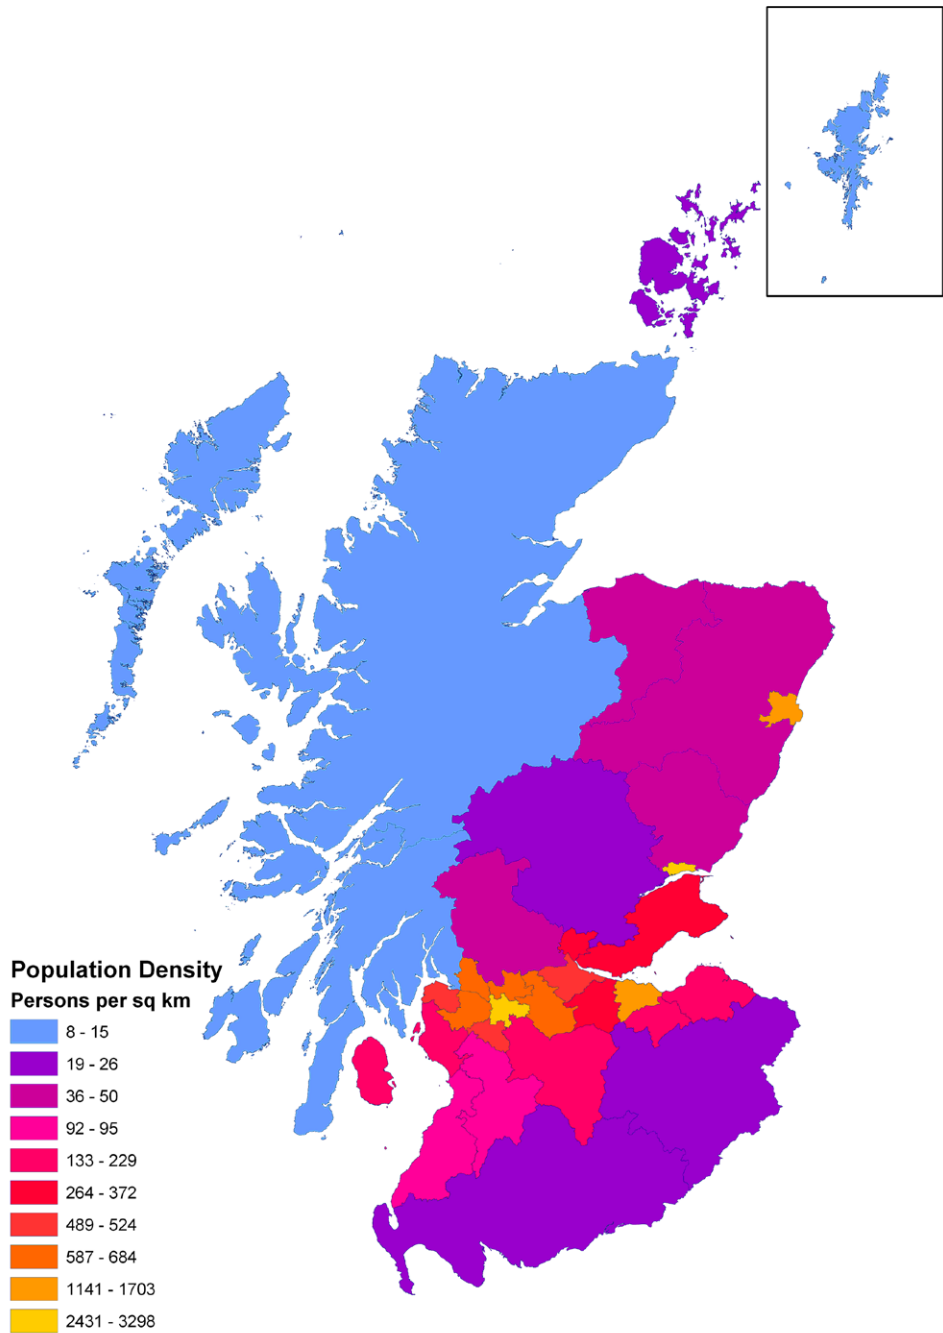 Population Density
Persons per sq km
8 - 15
19 - 26
36 - 50
92 - 95
133 - 229
264 - 372
489 - 524
587 - 684
1141 - 1703
2431 - 3298